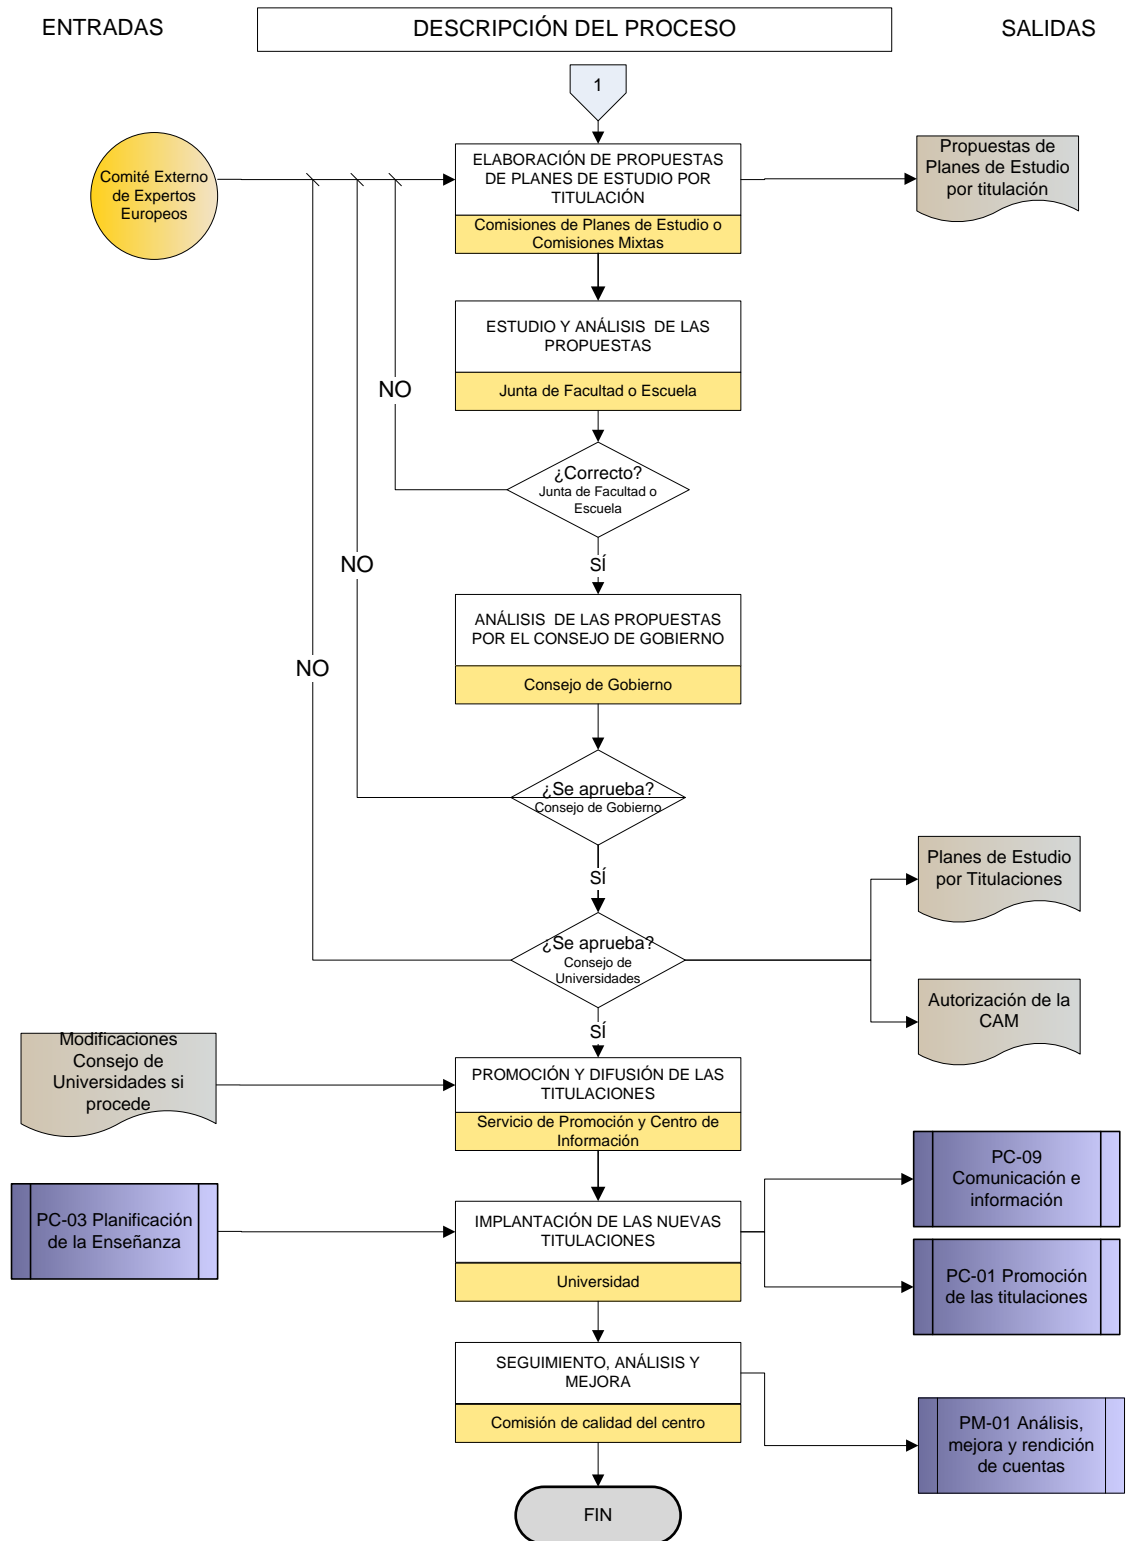 ENTRADAS
DESCRIPCIÓN DEL PROCESO
SALIDAS
1
Comité Externo
de Expertos
Europeos
ELABORACIÓN DE PROPUESTAS
DE PLANES DE ESTUDIO POR
TITULACIÓN
Comisiones de Planes de Estudio o
Comisiones Mixtas
Propuestas de
Planes de Estudio
por titulación
ESTUDIO Y ANÁLISIS DE LAS
PROPUESTAS
Junta de Facultad o Escuela
NO
¿Correcto?
Junta de Facultad o
Escuela
SÍ
NO
ANÁLISIS DE LAS PROPUESTAS
POR EL CONSEJO DE GOBIERNO
Consejo de Gobierno
NO
¿Se aprueba?
Consejo de Gobierno
SÍ
Planes de Estudio
por Titulaciones
¿Se aprueba?
Consejo de
Universidades
Autorización de la
CAM
SÍ
Modificaciones
Consejo de
Universidades si
procede
PROMOCIÓN Y DIFUSIÓN DE LAS
TITULACIONES
Servicio de Promoción y Centro de
Información
PC-09
Comunicación e
información
PC-03 Planificación
de la Enseñanza
IMPLANTACIÓN DE LAS NUEVAS
TITULACIONES
Universidad
PC-01 Promoción
de las titulaciones
SEGUIMIENTO, ANÁLISIS Y
MEJORA
Comisión de calidad del centro
PM-01 Análisis,
mejora y rendición
de cuentas
FIN